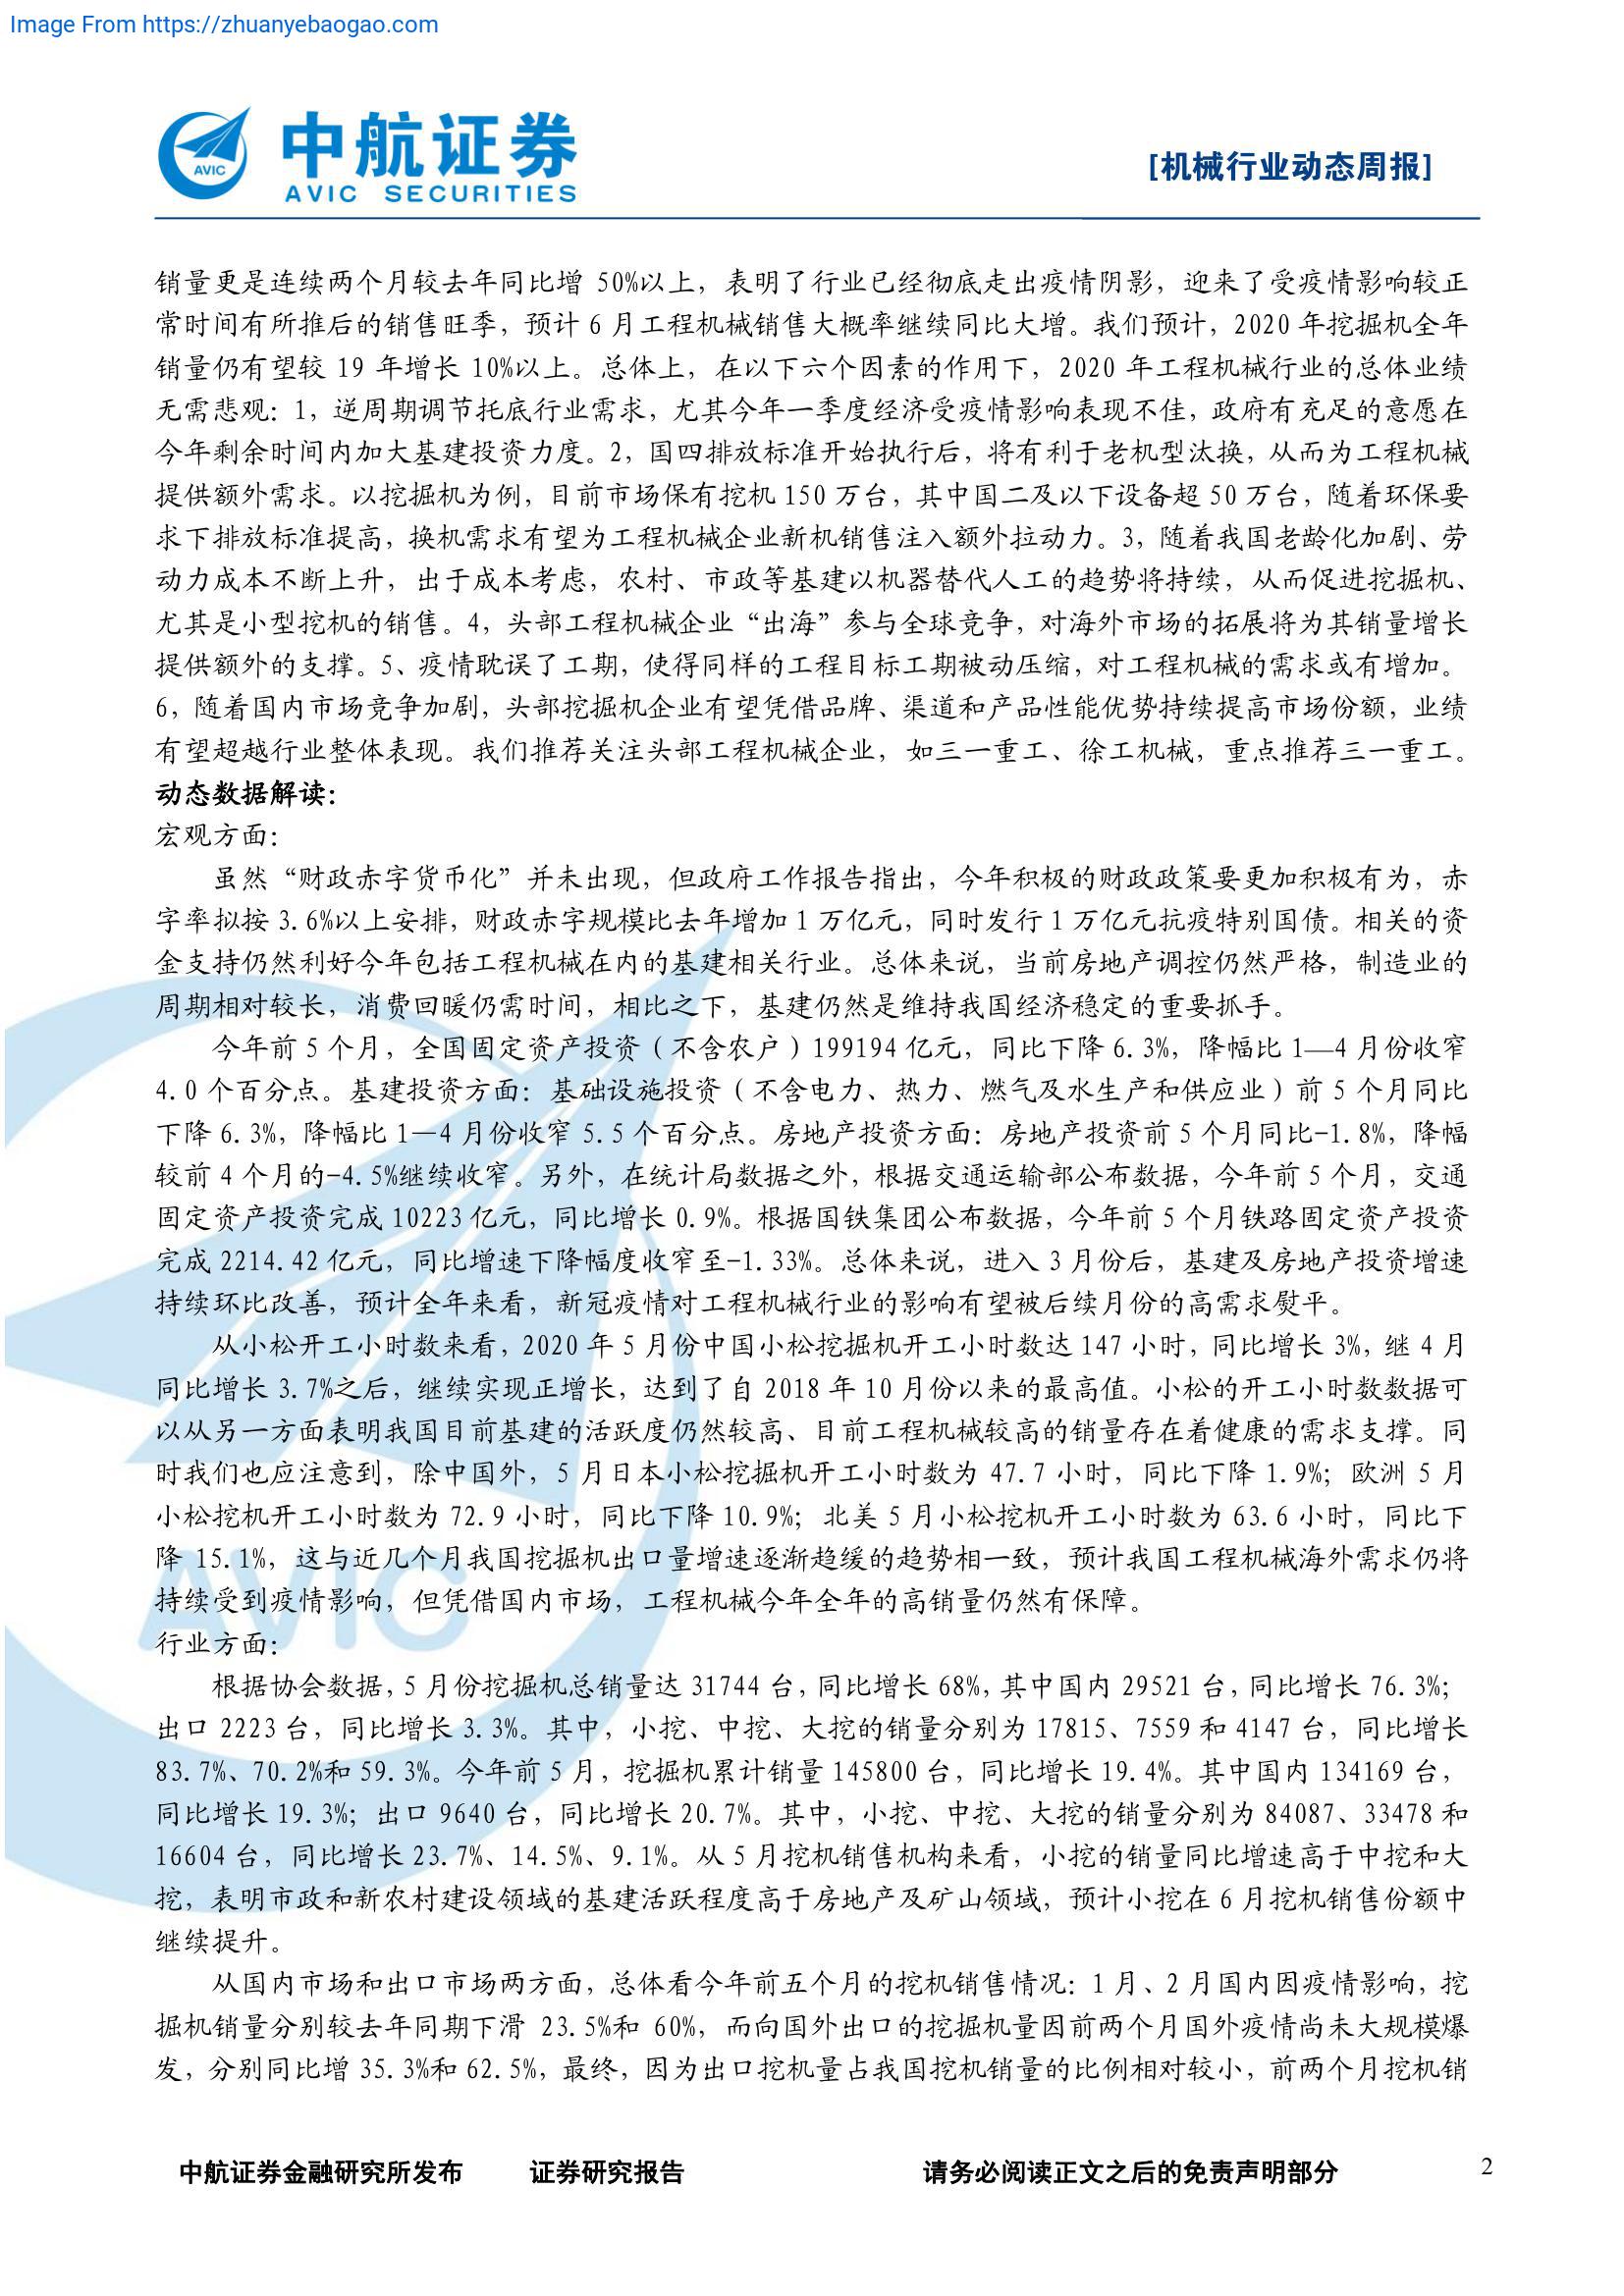 Image From https://zhuanyebaogao.com
AVIC
中航证券
AVIC SECURITIES
[机械行业动态周报]
销量更是连续两个月较去年同比增 50%以上，表明了行业已经彻底走出疫情阴影，迎来了受疫情影响较正
常时间有所推后的销售旺季，预计 6 月工程机械销售大概率继续同比大增。我们预计，2020 年挖掘机全年
销量仍有望较 19 年增长 10%以上。总体上，在以下六个因素的作用下，2020 年工程机械行业的总体业绩
无需悲观：1，逆周期调节托底行业需求，尤其今年一季度经济受疫情影响表现不佳，政府有充足的意愿在
今年剩余时间内加大基建投资力度。2，国四排放标准开始执行后，将有利于老机型汰换，从而为工程机械
提供额外需求。以挖掘机为例，目前市场保有挖机 150 万台，其中国二及以下设备超 50 万台，随着环保要
求下排放标准提高，换机需求有望为工程机械企业新机销售注入额外拉动力。3，随着我国老龄化加剧、劳
动力成本不断上升，出于成本考虑，农村、市政等基建以机器替代人工的趋势将持续，从而促进挖掘机、
尤其是小型挖机的销售。4，头部工程机械企业“出海”参与全球竞争，对海外市场的拓展将为其销量增长
提供额外的支撑。5、疫情耽误了工期，使得同样的工程目标工期被动压缩，对工程机械的需求或有增加。
6，随着国内市场竞争加剧，头部挖掘机企业有望凭借品牌、渠道和产品性能优势持续提高市场份额，业绩
有望超越行业整体表现。我们推荐关注头部工程机械企业，如三一重工、徐工机械，重点推荐三一重工。
动态数据解读：
宏观方面：
虽然“财政赤字货币化”并未出现，但政府工作报告指出，今年积极的财政政策要更加积极有为，赤
字率拟按 3.6%以上安排，财政赤字规模比去年增加 1 万亿元，同时发行 1 万亿元抗疫特别国债。相关的资
金支持仍然利好今年包括工程机械在内的基建相关行业。总体来说，当前房地产调控仍然严格，制造业的
周期相对较长，消费回暖仍需时间，相比之下，基建仍然是维持我国经济稳定的重要抓手。
今年前 5 个月，全国固定资产投资（不含农户）199194 亿元，同比下降 6.3%，降幅比 1—4 月份收窄
4.0 个百分点。基建投资方面：基础设施投资（不含电力、热力、燃气及水生产和供应业）前 5 个月同比
下降 6.3%，降幅比 1—4 月份收窄 5.5 个百分点。房地产投资方面：房地产投资前 5 个月同比-1.8%，降幅
较前 4 个月的-4.5%继续收窄。另外，在统计局数据之外，根据交通运输部公布数据，今年前 5 个月，交通
固定资产投资完成 10223 亿元，同比增长 0.9%。根据国铁集团公布数据，今年前 5 个月铁路固定资产投资
完成 2214.42 亿元，同比增速下降幅度收窄至-1.33%。总体来说，进入 3 月份后，基建及房地产投资增速
持续环比改善，预计全年来看，新冠疫情对工程机械行业的影响有望被后续月份的高需求熨平。
从小松开工小时数来看，2020 年 5 月份中国小松挖掘机开工小时数达 147 小时，同比增长 3%，继 4 月
同比增长 3.7%之后，继续实现正增长，达到了自 2018 年 10 月份以来的最高值。小松的开工小时数数据可
以从另一方面表明我国目前基建的活跃度仍然较高、目前工程机械较高的销量存在着健康的需求支撑。同
时我们也应注意到，除中国外，5 月日本小松挖掘机开工小时数为 47.7 小时，同比下降 1.9%；欧洲 5 月
小松挖机开工小时数为 72.9 小时，同比下降 10.9%；北美 5 月小松挖机开工小时数为 63.6 小时，同比下
降 15.1%，这与近几个月我国挖掘机出口量增速逐渐趋缓的趋势相一致，预计我国工程机械海外需求仍将
持续受到疫情影响，但凭借国内市场，工程机械今年全年的高销量仍然有保障。
AVIC
行业方面：
根据协会数据，5 月份挖掘机总销量达 31744 台，同比增长 68%，其中国内 29521 台，同比增长 76.3%；
出口 2223 台，同比增长 3.3%。其中，小挖、中挖、大挖的销量分别为 17815、7559 和 4147 台，同比增长
83.7%、70.2%和 59.3%。今年前 5 月，挖掘机累计销量 145800 台，同比增长 19.4%。其中国内 134169 台，
同比增长 19.3%；出口 9640 台，同比增长 20.7%。其中，小挖、中挖、大挖的销量分别为 84087、33478 和
16604 台，同比增长 23.7%、14.5%、9.1%。从 5 月挖机销售机构来看，小挖的销量同比增速高于中挖和大
挖，表明市政和新农村建设领域的基建活跃程度高于房地产及矿山领域，预计小挖在 6 月挖机销售份额中
继续提升。
从国内市场和出口市场两方面，总体看今年前五个月的挖机销售情况：1 月、2 月国内因疫情影响，挖
掘机销量分别较去年同期下滑 23.5%和 60%，而向国外出口的挖掘机量因前两个月国外疫情尚未大规模爆
发，分别同比增 35.3%和 62.5%，最终，因为出口挖机量占我国挖机销量的比例相对较小，前两个月挖机销
中航证券金融研究所发布 证券研究报告 请务必阅读正文之后的免责声明部分 2